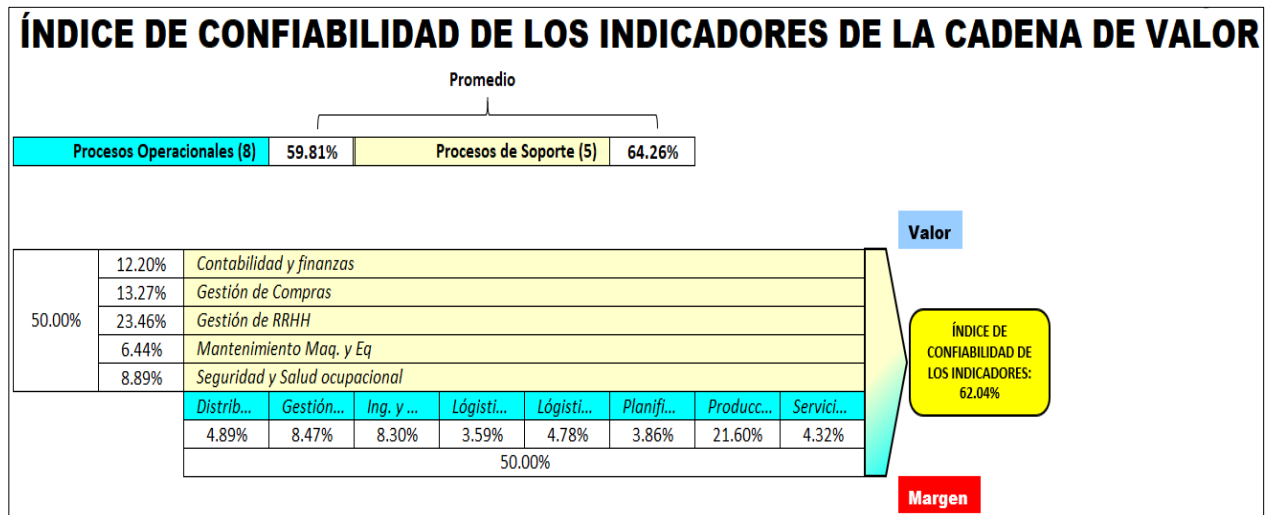 ÍNDICE DE CONFIABILIDAD DE LOS INDICADORES DE LA CADENA DE VALOR
Promedio
Procesos Operacionales (8) 59.81% Procesos de Soporte (5) 64.26%
Valor
50.00%
12.20% Contabilidad y finanzas
13.27% Gestión de Compras
23.46% Gestión de RRHH
6.44% Mantenimiento Maq. y Eq
8.89% Seguridad y Salud ocupacional
Distrib... Gestión... Ing. y ... Lógisti... Lógisti... Planifi... Producc... Servici...
4.89% 8.47% 8.30% 3.59% 4.78% 3.86% 21.60% 4.32%
50.00%
ÍNDICE DE
CONFIABILIDAD DE
LOS INDICADORES:
62.04%
Margen